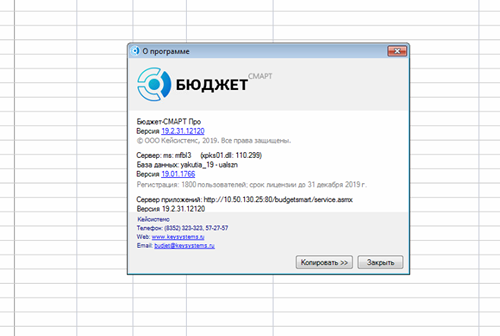 О программе
БЮДЖЕТ СМАРТ
Бюджет-СМАРТ Про
Версия 19.2.31.12120
© ООО Кейсистемс, 2019. Все права защищены.
Сервер: ms: mfbl3 (xpks01.dll: 110.299)
База данных: yakutia_19 - ualszn
Версия 19.01.1766
Регистрация: 1800 пользователей; срок лицензии до 31 декабря 2019 г.
Сервер приложений: http://10.50.130.25:80/budgetsmart/service.asmx
Версия 19.2.31.12120
Кейсистемс
Телефон: (8352) 323-323, 57-27-57
Web: www.keysystems.ru
Email: budjet@keysystems.ru
Копировать >> Закрыть